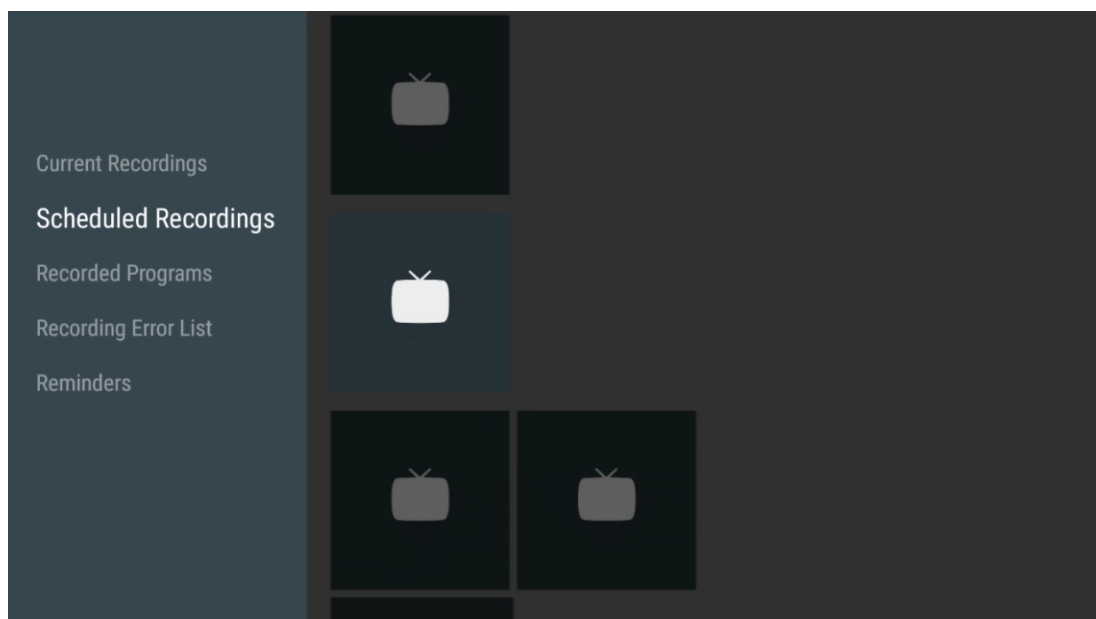 Current Recordings
Scheduled Recordings
Recorded Programs
Recording Error List
Reminders